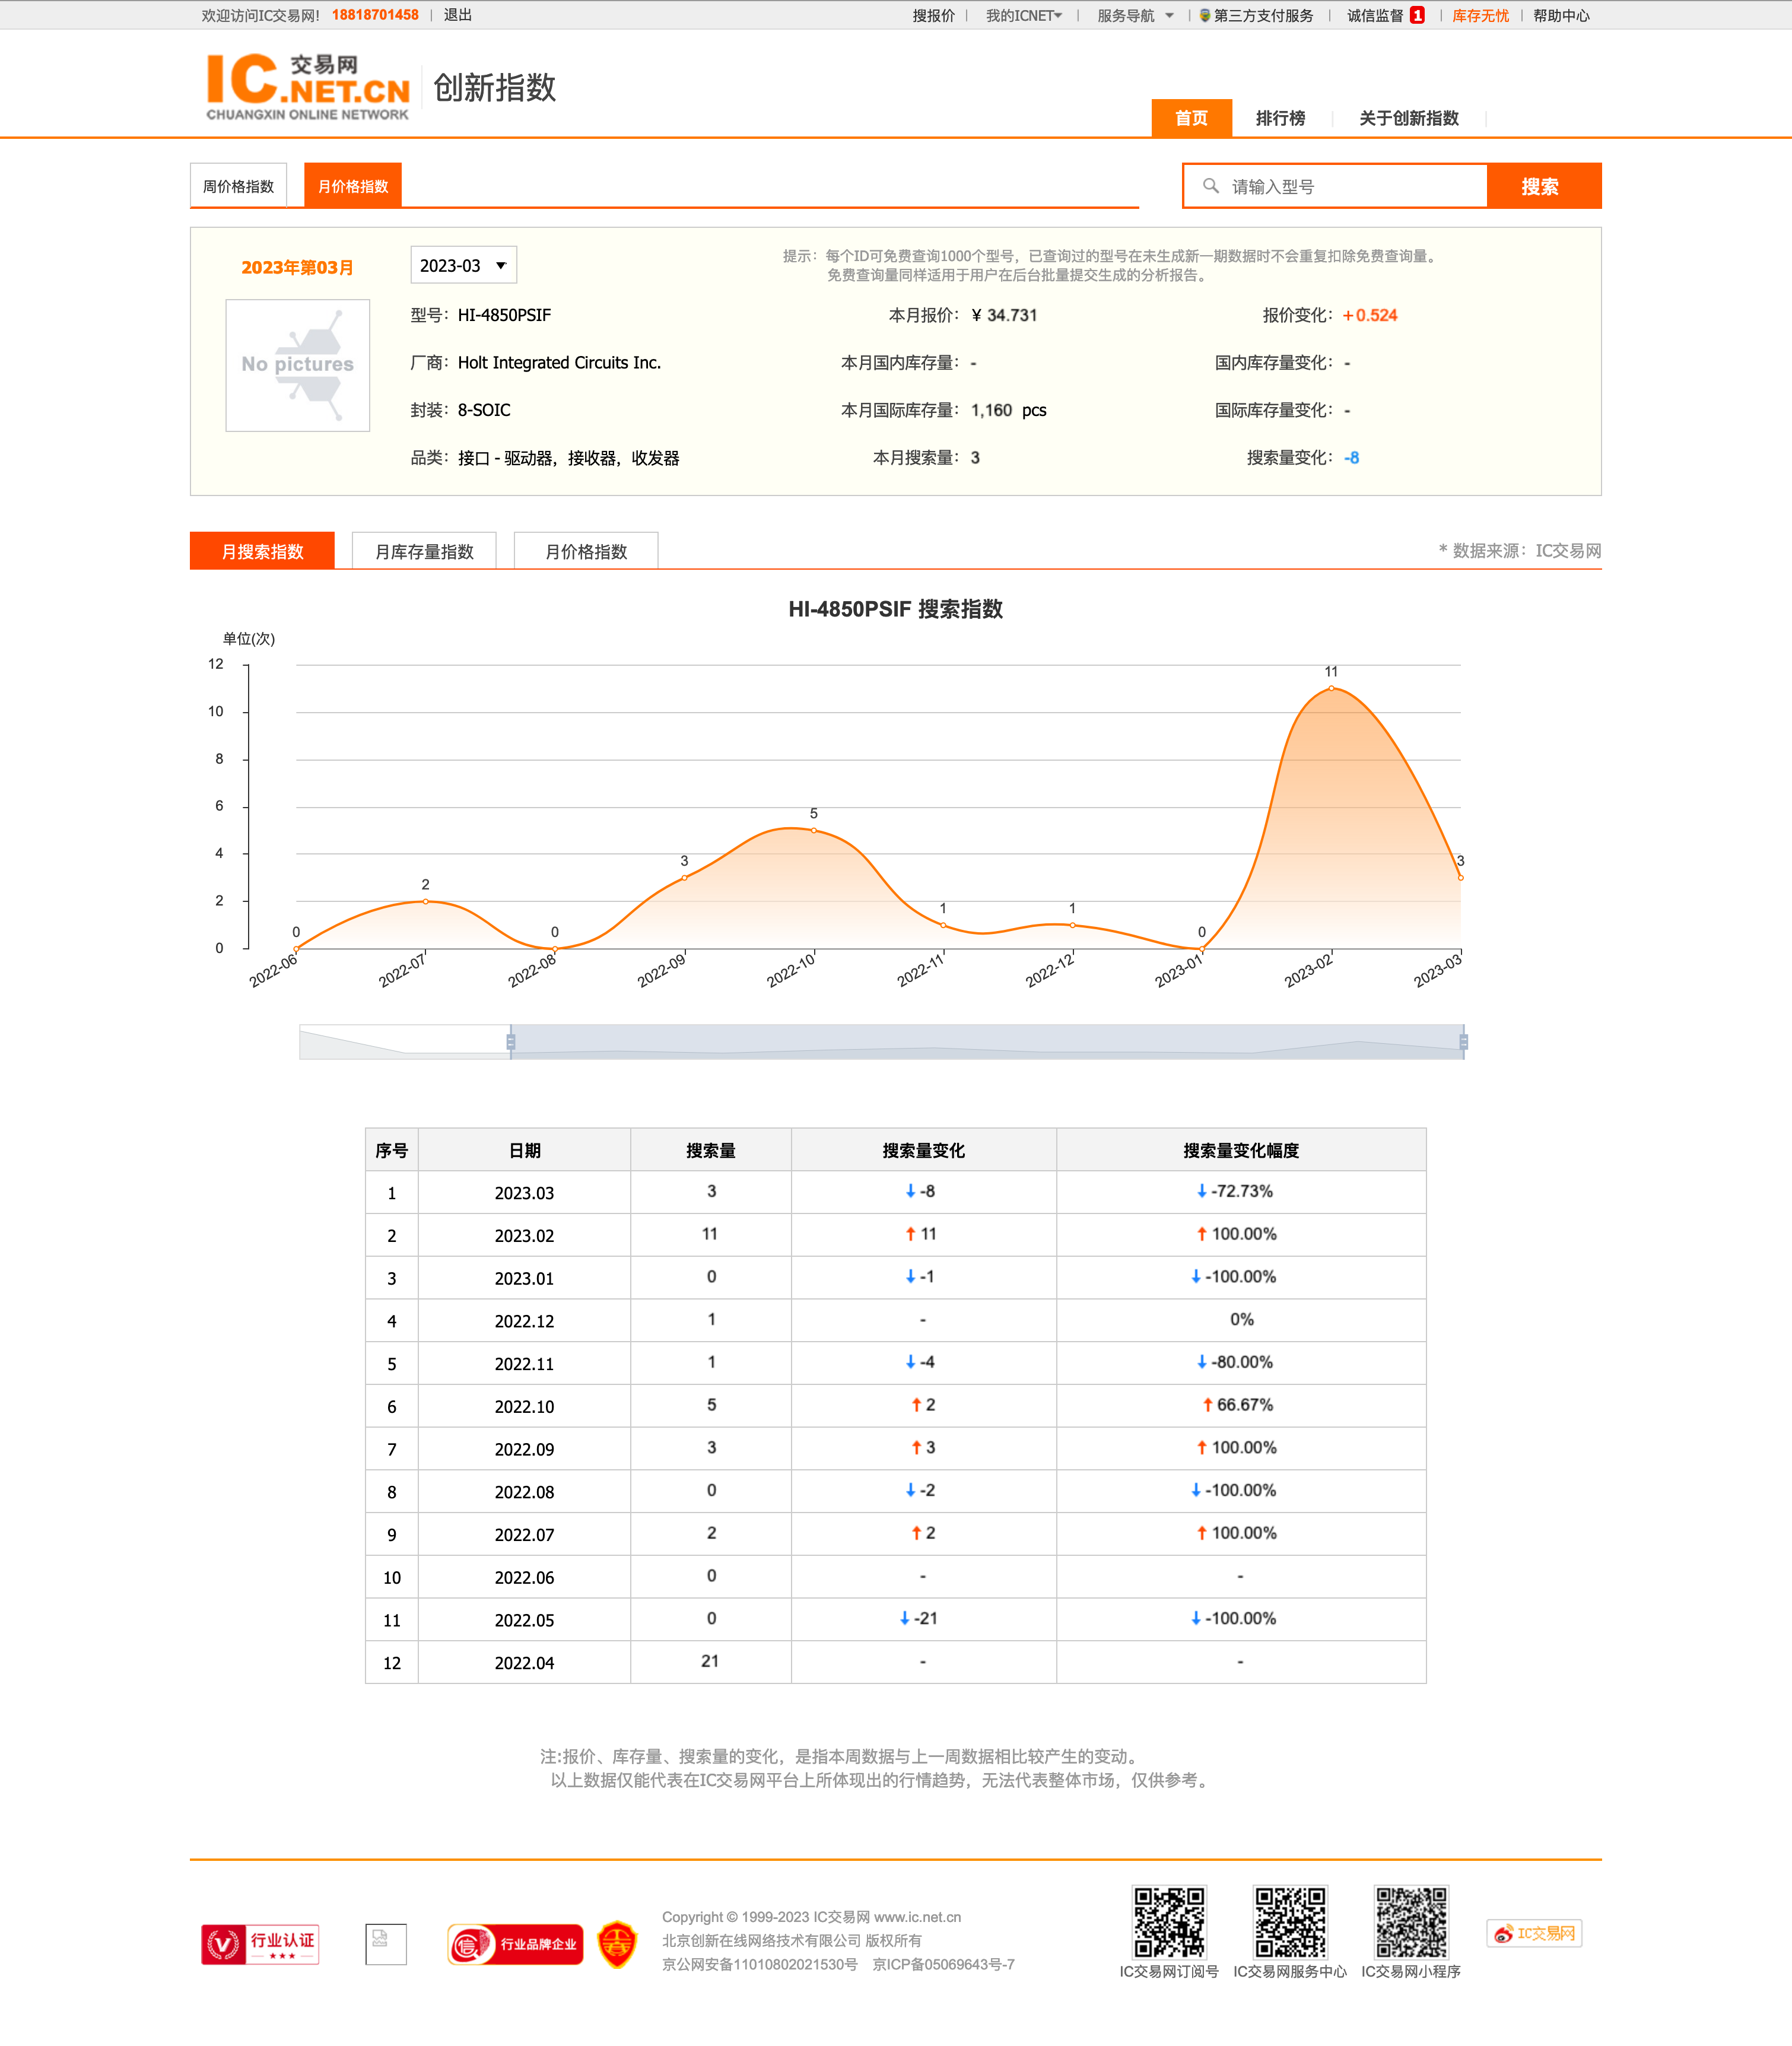 欢迎访问IC交易网! 18818701458 | 退出 搜报价 | 我的ICNET | 服务导航 | 第三方支付服务 | 诚信监督 1 | 库存无忧 | 帮助中心
IC交易网
.NET.CN
CHUANGXIN ONLINE NETWORK
创新指数
首页 排行榜 关于创新指数
周价格指数 月价格指数 请输入型号 搜索
2023年第03月 2023-03 提示：每个ID可免费查询1000个型号，已查询过的型号在未生成新一期数据时不会重复扣除免费查询量。
免费查询量同样适用于用户在后台批量提交生成的分析报告。
No pictures
型号：HI-4850PSIF 本月报价：¥ 34.731 报价变化：+0.524
厂商：Holt Integrated Circuits Inc. 本月国内库存量：- 国内库存量变化：-
封装：8-SOIC 本月国际库存量：1,160 pcs 国际库存量变化：-
品类：接口 - 驱动器，接收器，收发器 本月搜索量：3 搜索量变化：-8
月搜索指数 月库存量指数 月价格指数 * 数据来源：IC交易网
HI-4850PSIF 搜索指数
单位(次)
12
10
8
6
4
2
0
0 2 0 3 5 1 1 0 11 3
2022-06 2022-07 2022-08 2022-09 2022-10 2022-11 2022-12 2023-01 2023-02 2023-03
序号 日期 搜索量 搜索量变化 搜索量变化幅度
1 2023.03 3 ↓-8 ↓-72.73%
2 2023.02 11 ↑11 ↑100.00%
3 2023.01 0 ↓-1 ↓-100.00%
4 2022.12 1 - 0%
5 2022.11 1 ↓-4 ↓-80.00%
6 2022.10 5 ↑2 ↑66.67%
7 2022.09 3 ↑3 ↑100.00%
8 2022.08 0 ↓-2 ↓-100.00%
9 2022.07 2 ↑2 ↑100.00%
10 2022.06 0 - -
11 2022.05 0 ↓-21 ↓-100.00%
12 2022.04 21 - -
注:报价、库存量、搜索量的变化，是指本周数据与上一周数据相比较产生的变动。
以上数据仅能代表在IC交易网平台上所体现出的行情趋势，无法代表整体市场，仅供参考。
行业认证
信 行业品牌企业
Copyright © 1999-2023 IC交易网 www.ic.net.cn
北京创新在线网络技术有限公司 版权所有
京公网安备11010802021530号 京ICP备05069643号-7
IC交易网订阅号 IC交易网服务中心 IC交易网小程序
IC交易网